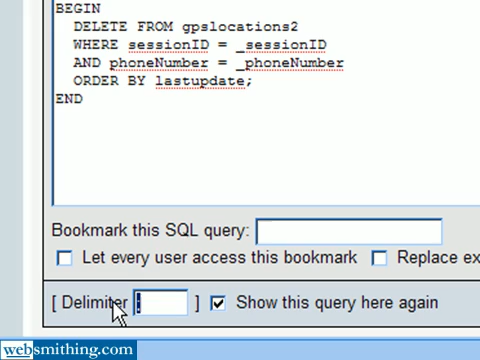 BEGIN
DELETE FROM gpslocations2
WHERE sessionID = _sessionID
AND phoneNumber = _phoneNumber
ORDER BY lastupdate;
END
Bookmark this SQL query:
Let every user access this bookmark Replace ex
[ Delimiter ; ] Show this query here again
websmithing.com